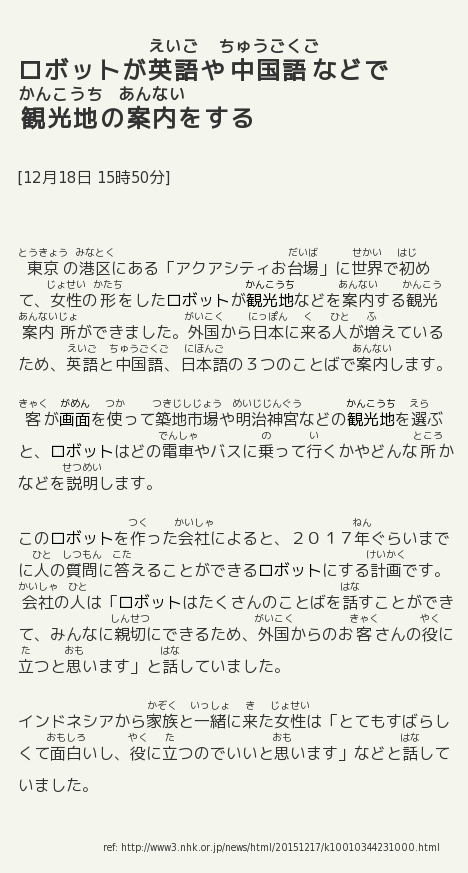 えいご ちゅうごくご
ロボットが英語や中国語などで
かんこうち あんない
観光地の案内をする
[12月18日 15時50分]
とうきょう みなとく だいば せかい はじ
東京の港区にある「アクアシティお台場」に世界で初め
じょせい かたち かんこうち あんない かんこう
て、女性の形をしたロボットが観光地などを案内する観光
あんないじょ がいこく にっぽん く ひと ふ
案内所ができました。外国から日本に来る人が増えている
えいご ちゅうごくご にほんご あんない
ため、英語と中国語、日本語の３つのことばで案内します。
きゃく がめん つか つきじしじょう めいじじんぐう かんこうち えら
客が画面を使って築地市場や明治神宮などの観光地を選ぶ
でんしゃ の い ところ
と、ロボットはどの電車やバスに乗って行くかやどんな所か
せつめい
などを説明します。
つく かいしゃ ねん
このロボットを作った会社によると、２０１７年ぐらいまで
ひと しつもん こた けいかく
に人の質問に答えることができるロボットにする計画です。
かいしゃ ひと はな
会社の人は「ロボットはたくさんのことばを話すことができ
しんせつ がいこく きゃく やく
て、みんなに親切にできるため、外国からのお客さんの役に
た おも はな
立つと思います」と話していました。
かぞく いっしょ き じょせい
インドネシアから家族と一緒に来た女性は「とてもすばらし
おもしろ やく た おも はな
くて面白いし、役に立つのでいいと思います」などと話して
いました。
ref: http://www3.nhk.or.jp/news/html/20151217/k10010344231000.html